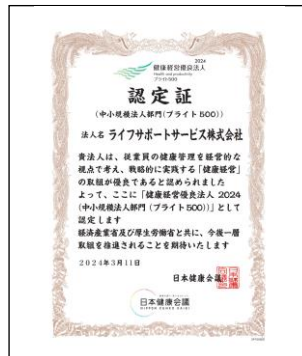 2024
健康経営優良法人
Health and productivity
ブライト500
認定証
(中小規模法人部門(ブライト500))
法人名 ライフサポートサービス株式会社
貴法人は、従業員の健康管理を経営的な
視点で考え、戦略的に実践する「健康経営」
の取組が優良であると認められました
よって、ここに「健康経営優良法人 2024
(中小規模法人部門(ブライト500))」として
認定します
経済産業省及び厚生労働省と共に、今後一層
取組を推進されることを期待いたします
2024年3月11日
日本健康会議
日本健康会議
NIPPON KENKO KAIGI